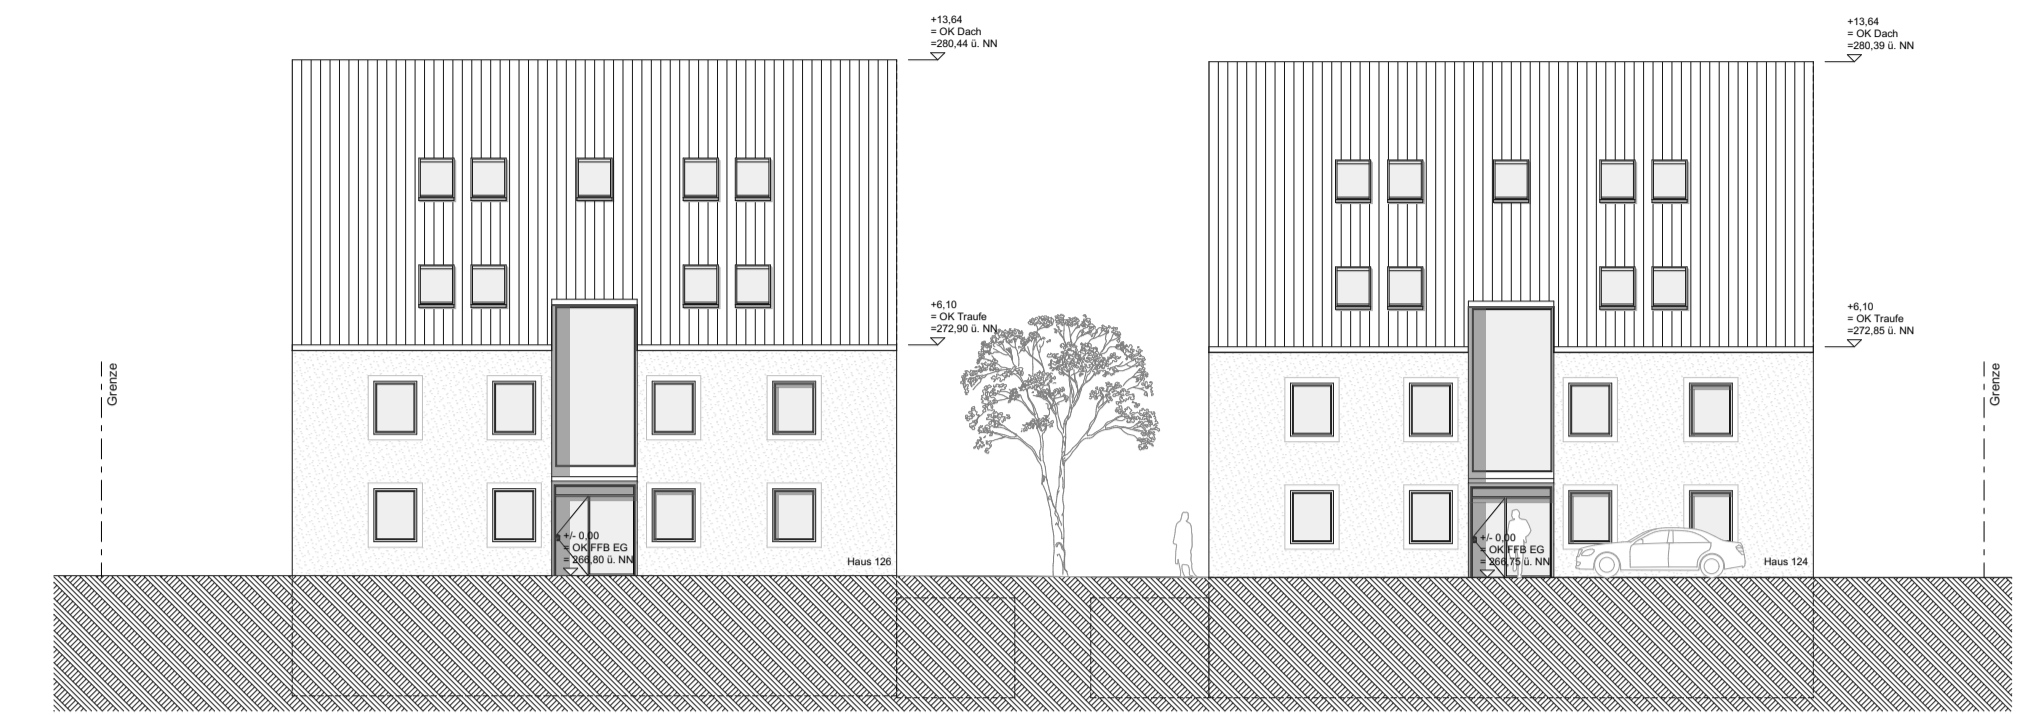 +13,64
= OK Dach
=280,44 ü. NN
+13,64
= OK Dach
=280,39 ü. NN
+6,10
= OK Traufe
=272,90 ü. NN
+6,10
= OK Traufe
=272,85 ü. NN
Grenze
Grenze
+/- 0,00
= OK FFB EG
= 266,80 ü. NN
Haus 126
+/- 0,00
= OK FFB EG
= 266,75 ü. NN
Haus 124